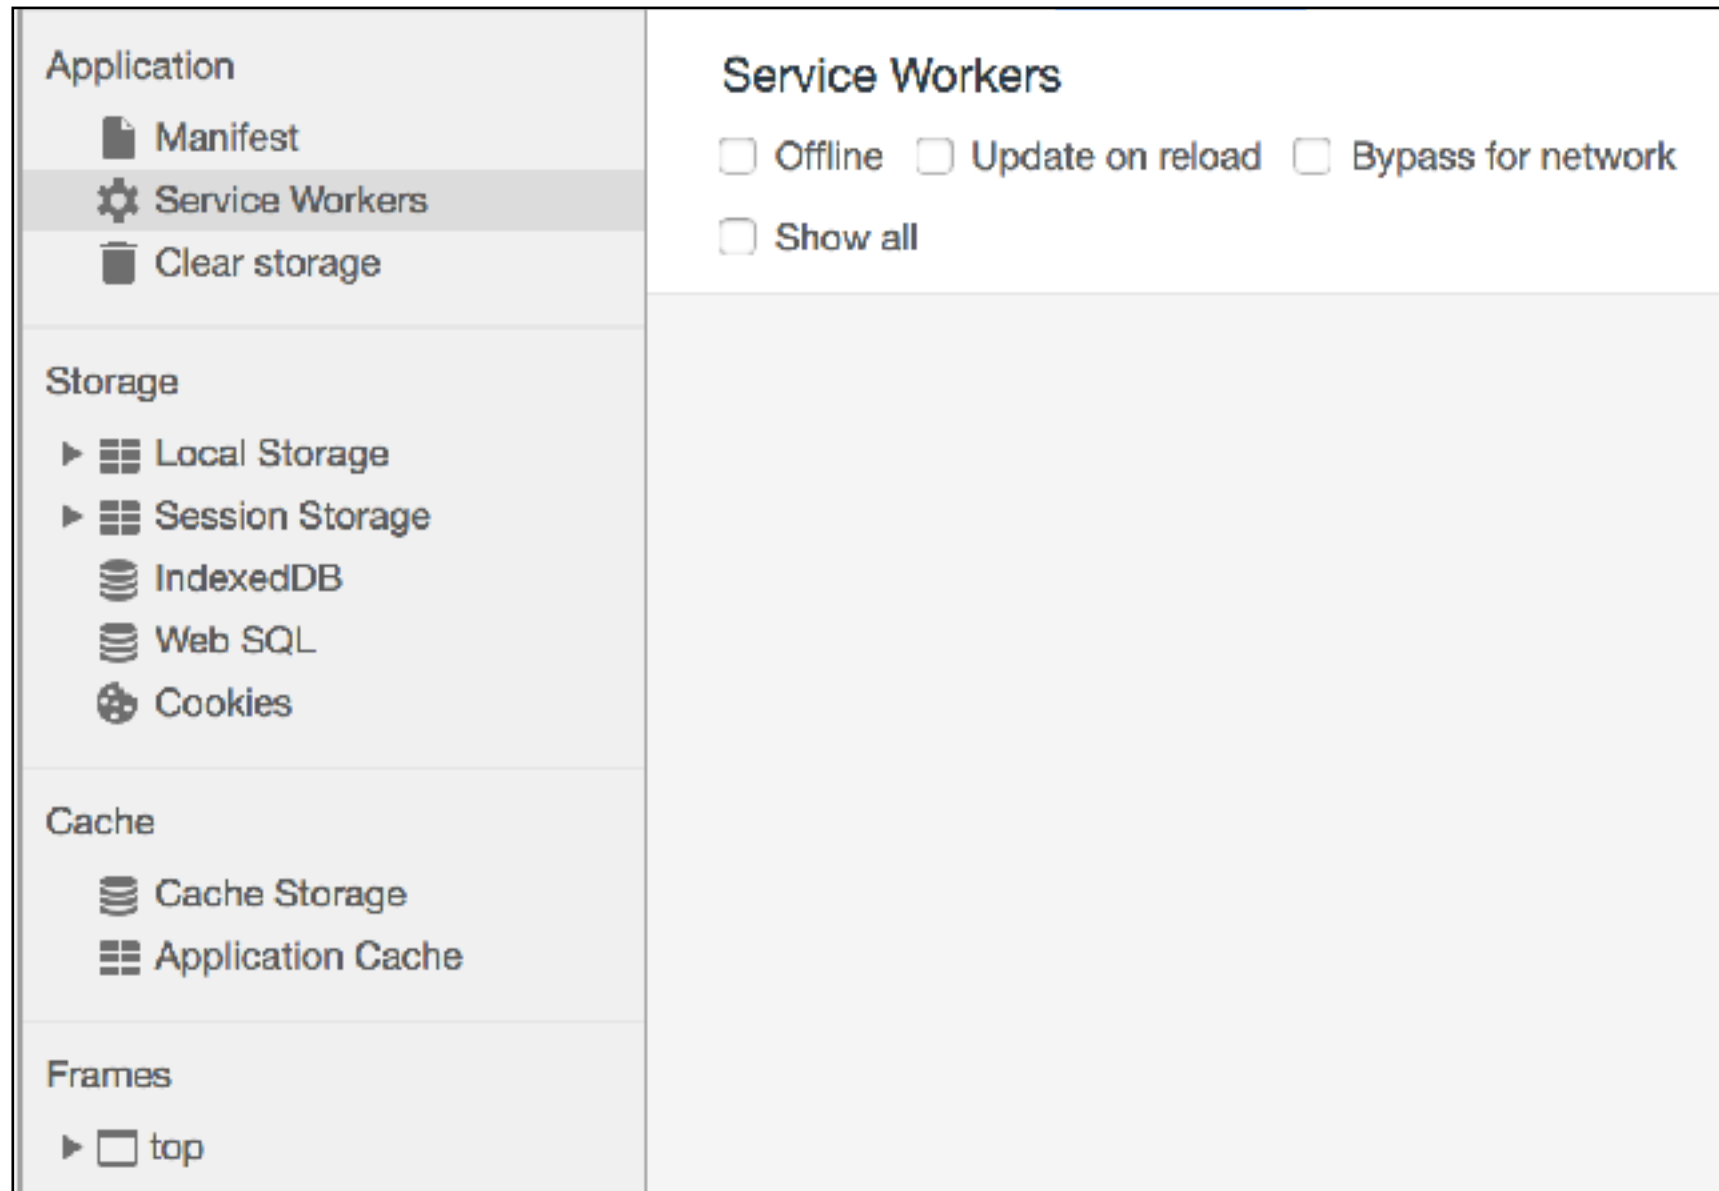 Application
Manifest
Service Workers
Clear storage
Storage
Local Storage
Session Storage
IndexedDB
Web SQL
Cookies
Cache
Cache Storage
Application Cache
Frames
top
Service Workers
Offline Update on reload Bypass for network
Show all